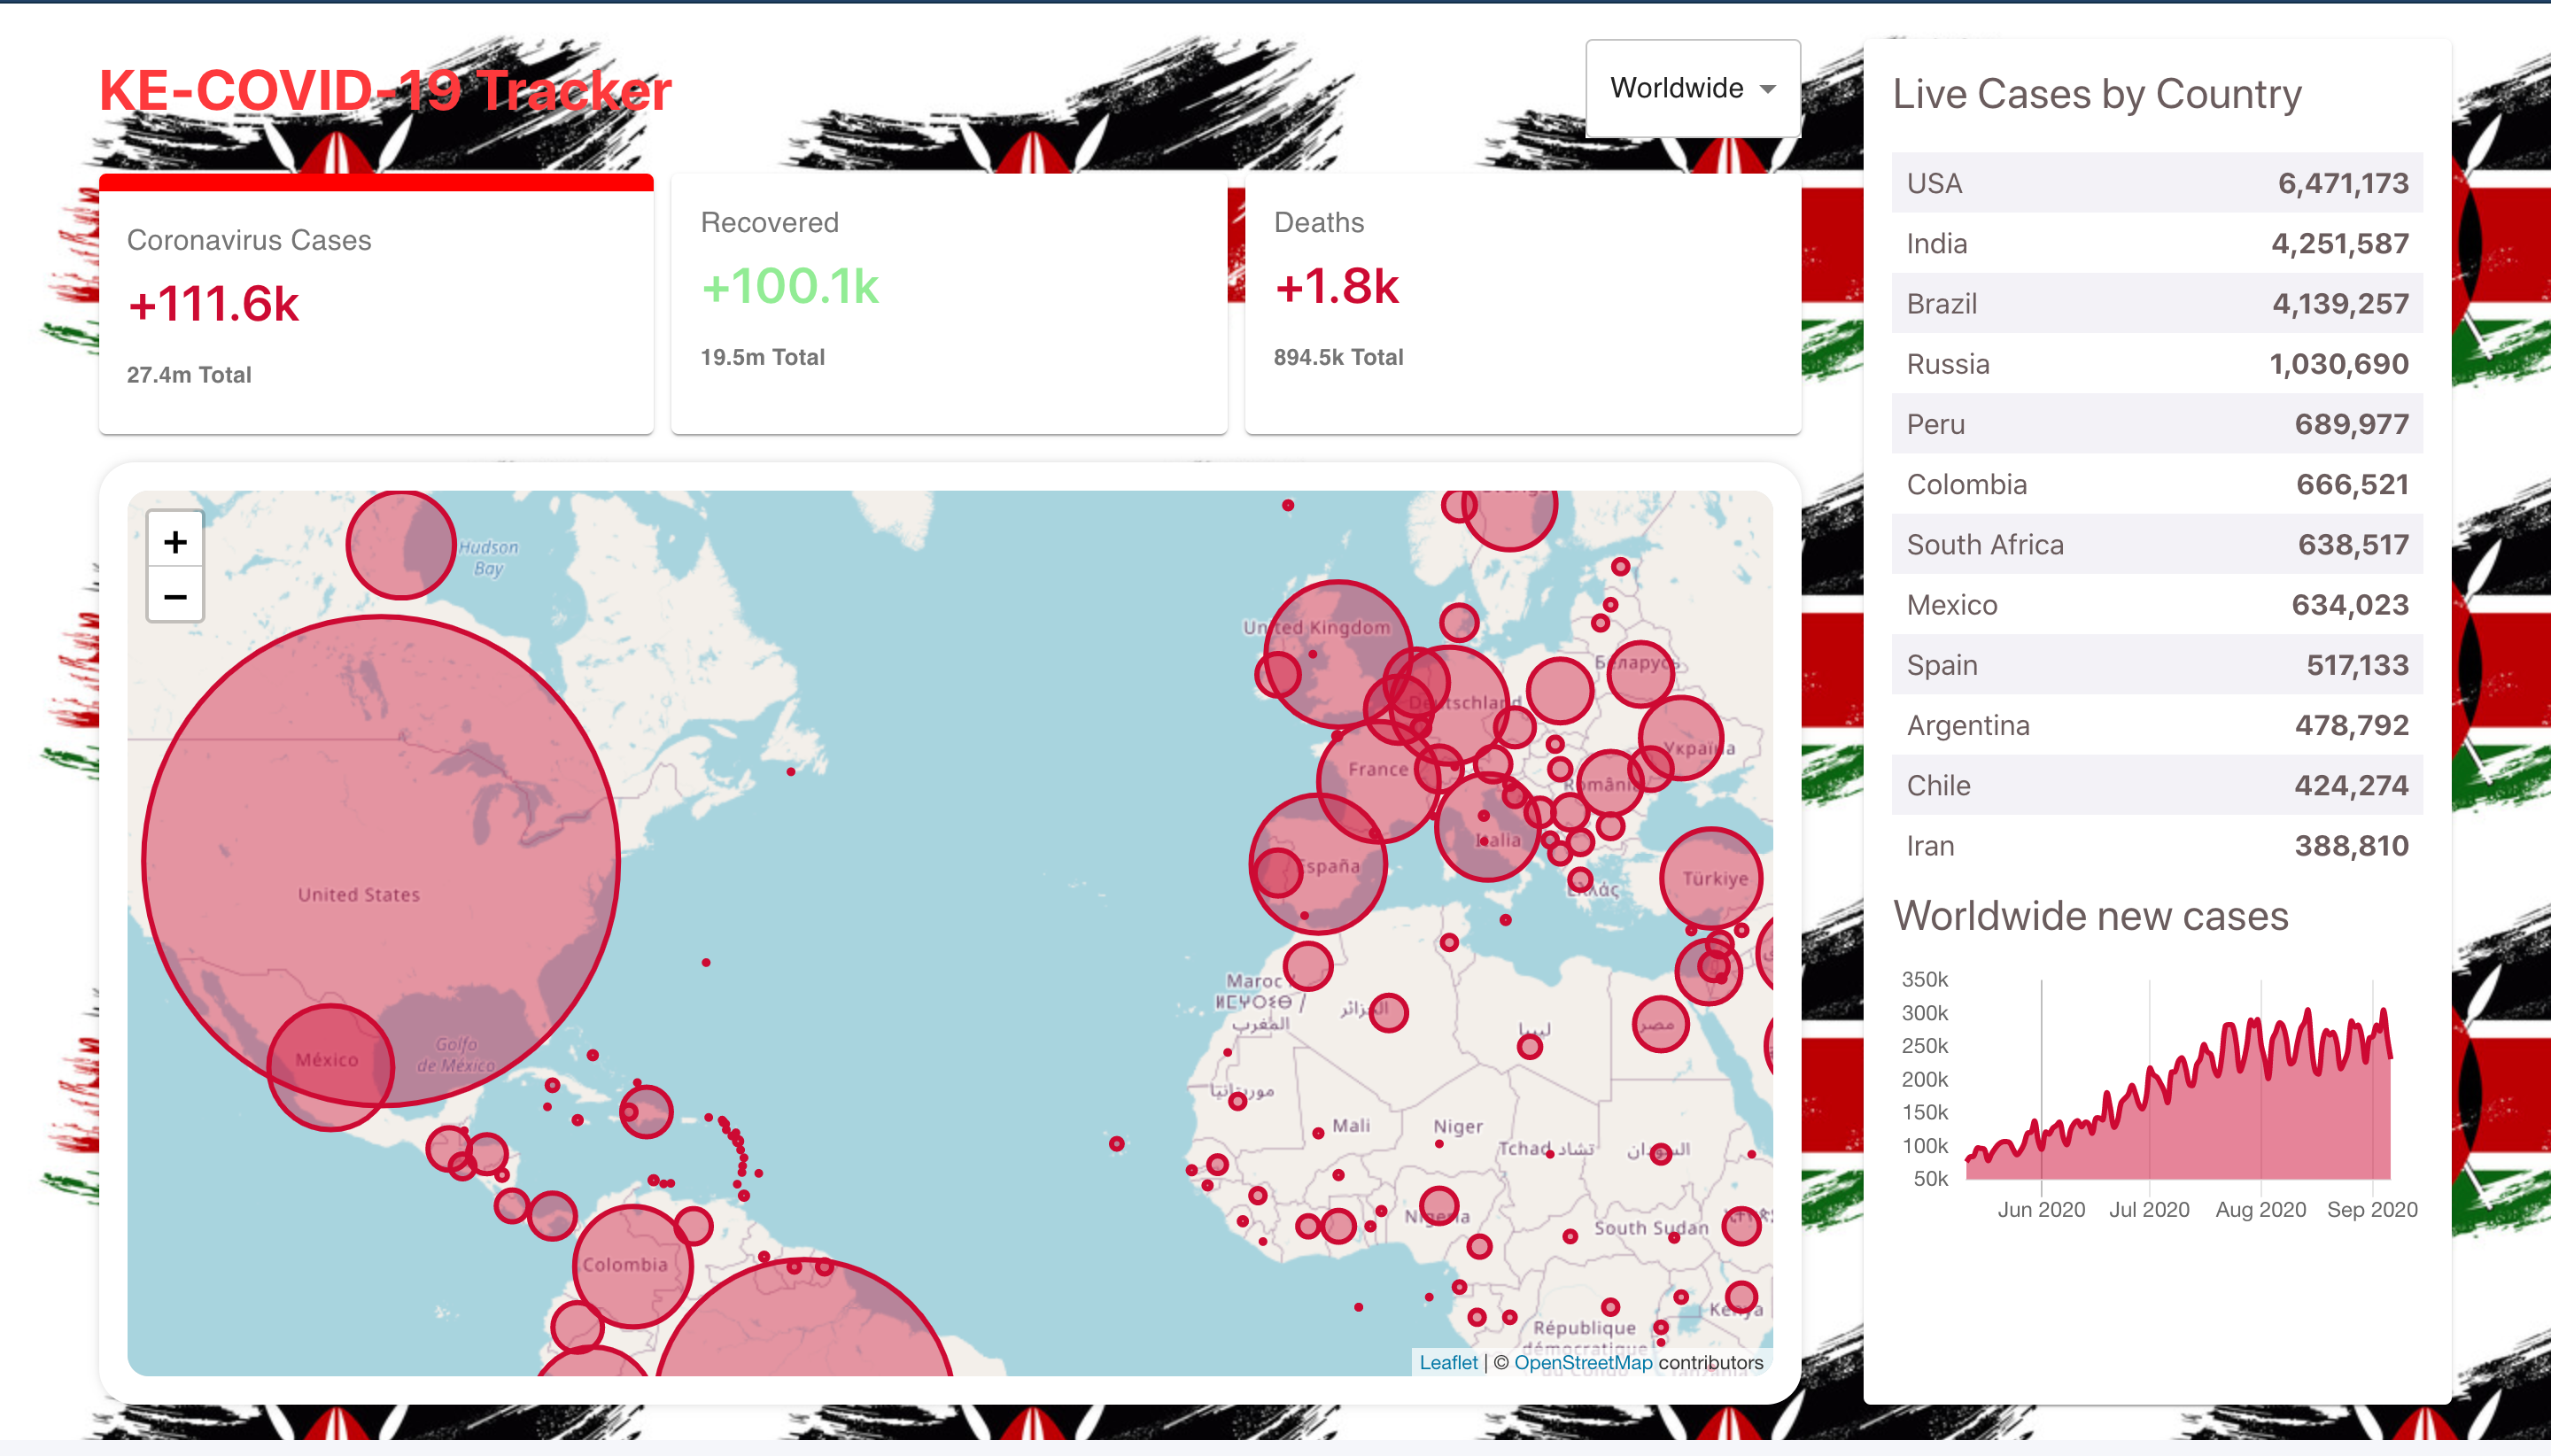 KE-COVID-19 Tracker
Worldwide
Coronavirus Cases
+111.6k
27.4m Total
Recovered
+100.1k
19.5m Total
Deaths
+1.8k
894.5k Total
+
−
Hudson
Bay
United States
México
Golfo
de México
Colombia
United Kingdom
Беларусь
Deutschland
Україна
France
România
Italia
España
Ελλάς
Türkiye
Maroc /
ⵍⵎⵖⵔⵉⴱ /
المغرب
الجزائر
ليبيا
مصر
موريتانيا
Mali
Niger
Tchad تشاد
السودان
Nigeria
South Sudan
Kenya
République
démocratique
du Congo
Tanzania
Leaflet | © OpenStreetMap contributors
Live Cases by Country
USA 6,471,173
India 4,251,587
Brazil 4,139,257
Russia 1,030,690
Peru 689,977
Colombia 666,521
South Africa 638,517
Mexico 634,023
Spain 517,133
Argentina 478,792
Chile 424,274
Iran 388,810
Worldwide new cases
350k
300k
250k
200k
150k
100k
50k
Jun 2020 Jul 2020 Aug 2020 Sep 2020